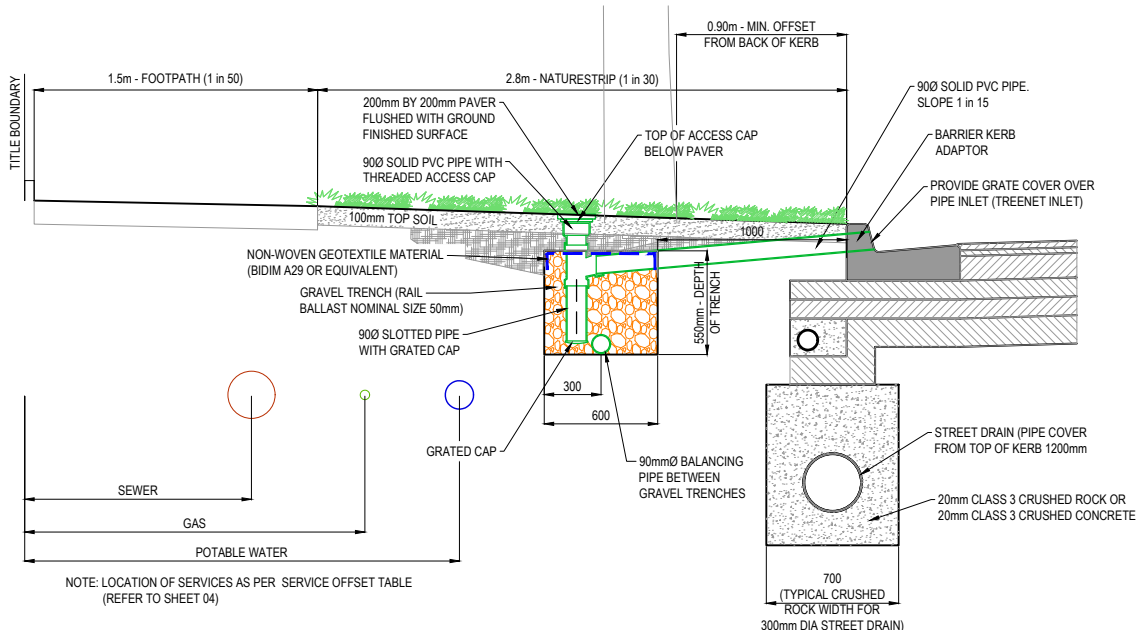 0.90m - MIN. OFFSET
FROM BACK OF KERB
TITLE BOUNDARY
1.5m - FOOTPATH (1 in 50)
2.8m - NATURESTRIP (1 in 30)
90Ø SOLID PVC PIPE.
SLOPE 1 in 15
200mm BY 200mm PAVER
FLUSHED WITH GROUND
FINISHED SURFACE
TOP OF ACCESS CAP
BELOW PAVER
BARRIER KERB
ADAPTOR
90Ø SOLID PVC PIPE WITH
THREADED ACCESS CAP
PROVIDE GRATE COVER OVER
PIPE INLET (TREENET INLET)
100mm TOP SOIL
1000
NON-WOVEN GEOTEXTILE MATERIAL
(BIDIM A29 OR EQUIVALENT)
GRAVEL TRENCH (RAIL
BALLAST NOMINAL SIZE 50mm)
550mm - DEPTH
OF TRENCH
90Ø SLOTTED PIPE
WITH GRATED CAP
300
600
GRATED CAP
90mmØ BALANCING
PIPE BETWEEN
GRAVEL TRENCHES
STREET DRAIN (PIPE COVER
FROM TOP OF KERB 1200mm
SEWER
GAS
POTABLE WATER
20mm CLASS 3 CRUSHED ROCK OR
20mm CLASS 3 CRUSHED CONCRETE
NOTE: LOCATION OF SERVICES AS PER SERVICE OFFSET TABLE
(REFER TO SHEET 04)
700
(TYPICAL CRUSHED
ROCK WIDTH FOR
300mm DIA STREET DRAIN)